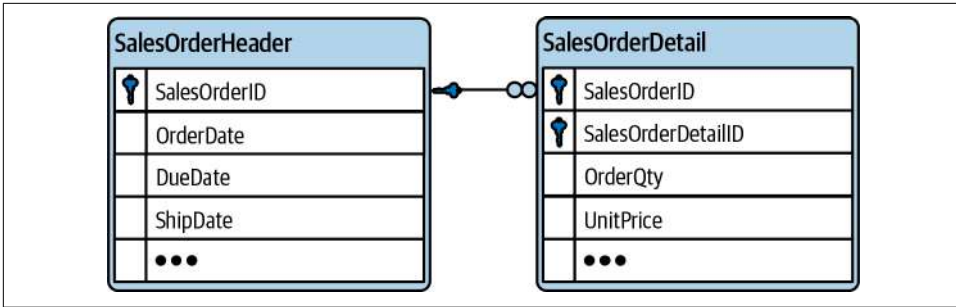 SalesOrderHeader
SalesOrderID
OrderDate
DueDate
ShipDate
●●●
SalesOrderDetail
SalesOrderID
SalesOrderDetailID
OrderQty
UnitPrice
●●●